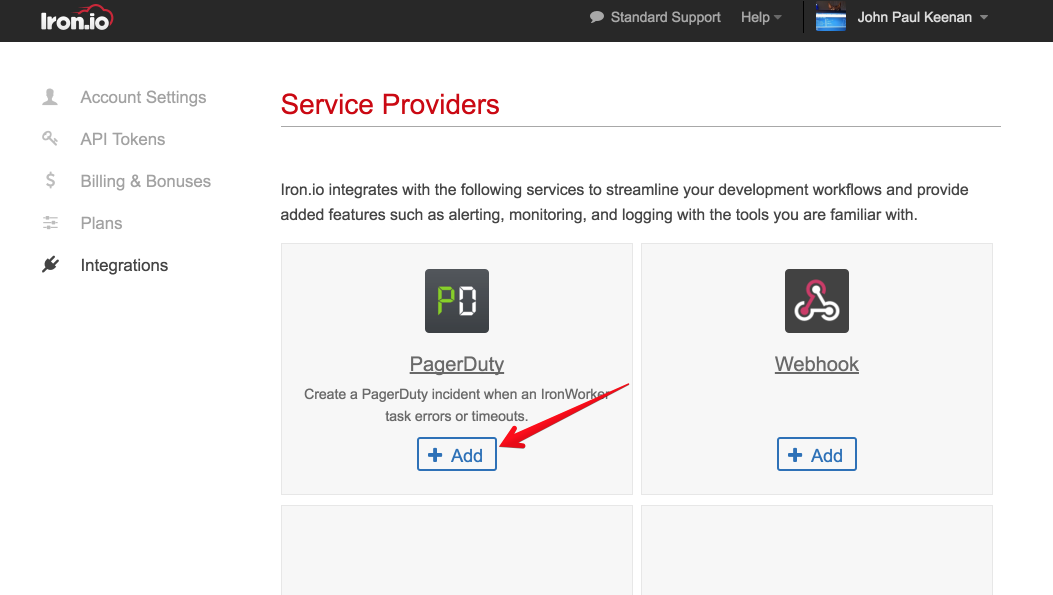 Iron.io
Standard Support Help John Paul Keenan
Account Settings
API Tokens
Billing & Bonuses
Plans
Integrations
Service Providers
Iron.io integrates with the following services to streamline your development workflows and provide
added features such as alerting, monitoring, and logging with the tools you are familiar with.
PD
PagerDuty
Create a PagerDuty incident when an IronWorker
task errors or timeouts.
+ Add
Webhook
+ Add